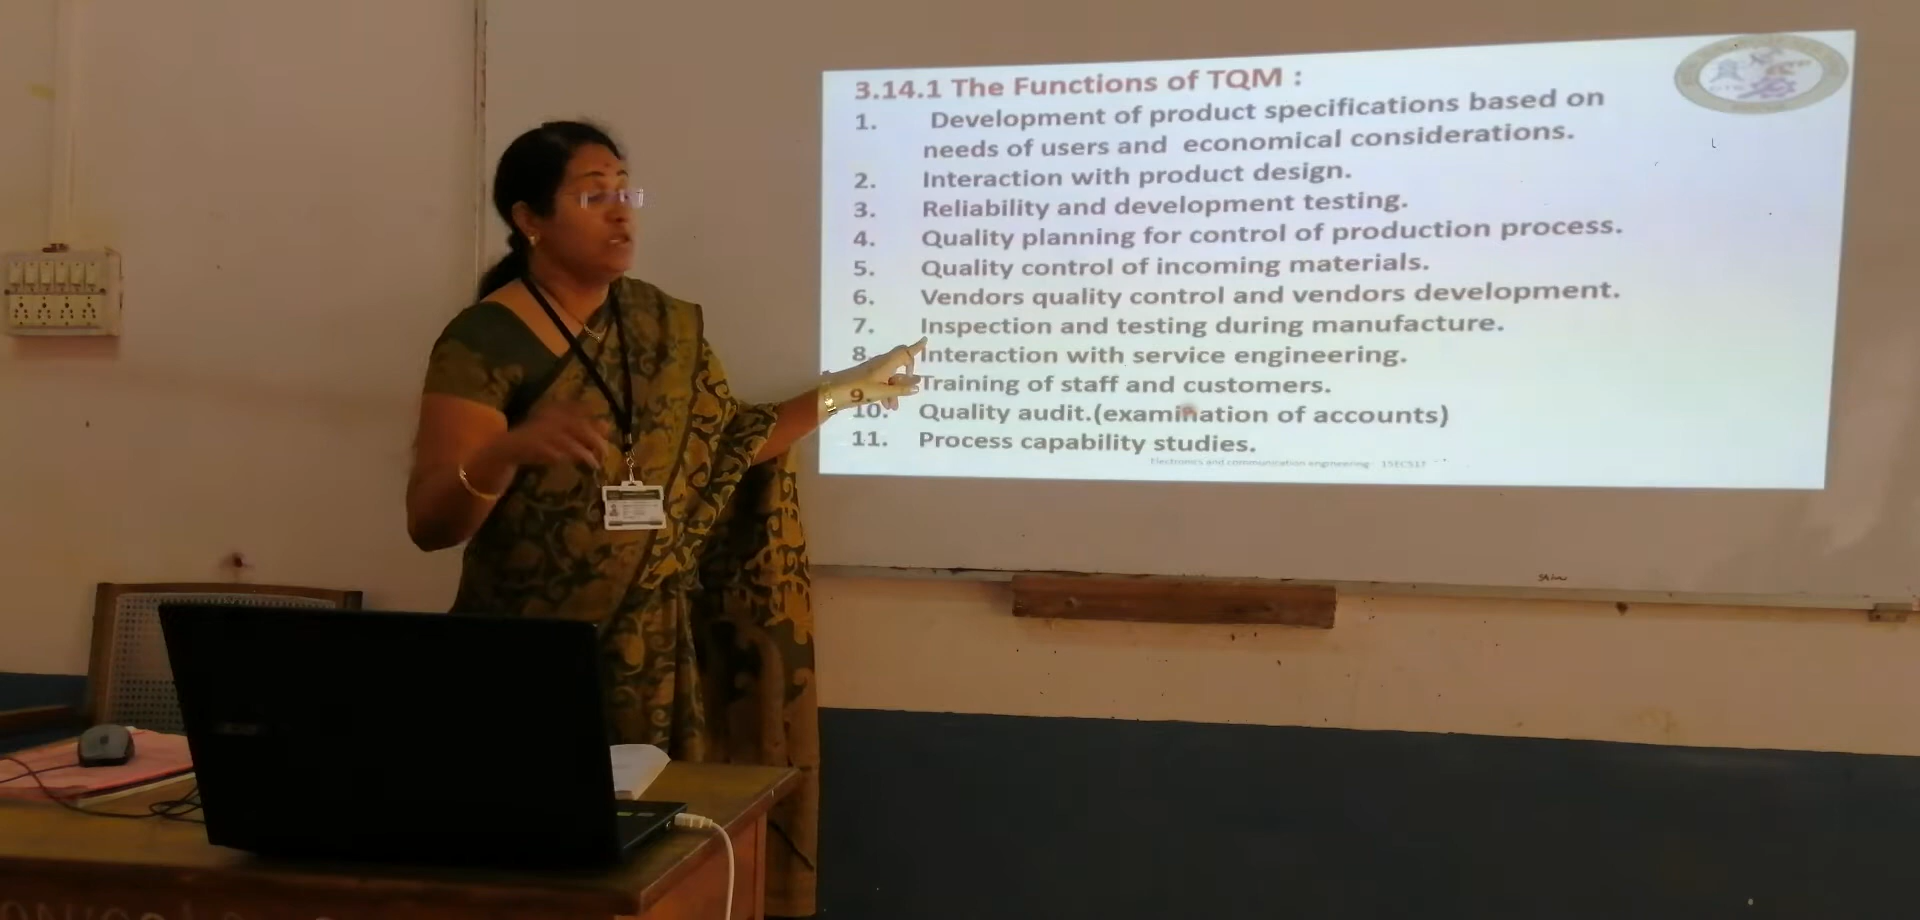 3.14.1 The Functions of TQM :
1. Development of product specifications based on
needs of users and economical considerations.
2. Interaction with product design.
3. Reliability and development testing.
4. Quality planning for control of production process.
5. Quality control of incoming materials.
6. Vendors quality control and vendors development.
7. Inspection and testing during manufacture.
8. Interaction with service engineering.
9. Training of staff and customers.
10. Quality audit.(examination of accounts)
11. Process capability studies.
Electronics and communication engineering